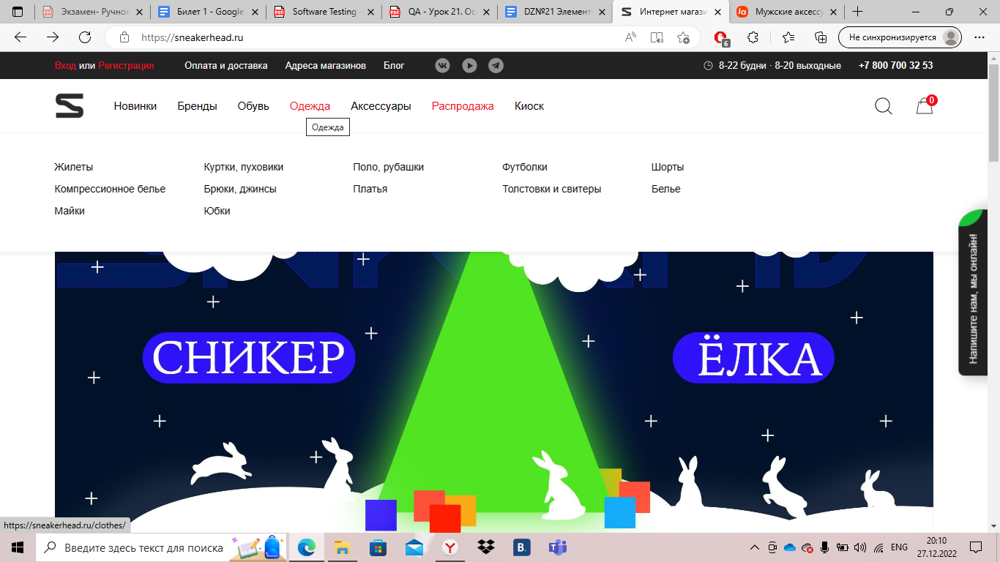 Экзамен- Ручное
Билет 1 - Google
Software Testing -
QA - Урок 21. Ос
DZ№21 Элемент
Интернет магази
Мужские аксессу
https://sneakerhead.ru
6
Не синхронизируется
Вход или Регистрация
Оплата и доставка
Адреса магазинов
Блог
8-22 будни · 8-20 выходные
+7 800 700 32 53
Новинки
Бренды
Обувь
Одежда
Аксессуары
Распродажа
Киоск
0
Одежда
Жилеты
Куртки, пуховики
Поло, рубашки
Футболки
Шорты
Компрессионное белье
Брюки, джинсы
Платья
Толстовки и свитеры
Белье
Майки
Юбки
Напишите нам, мы онлайн!
СНИКЕР
ЁЛКА
https://sneakerhead.ru/clothes/
Введите здесь текст для поиска
ENG
20:10
27.12.2022